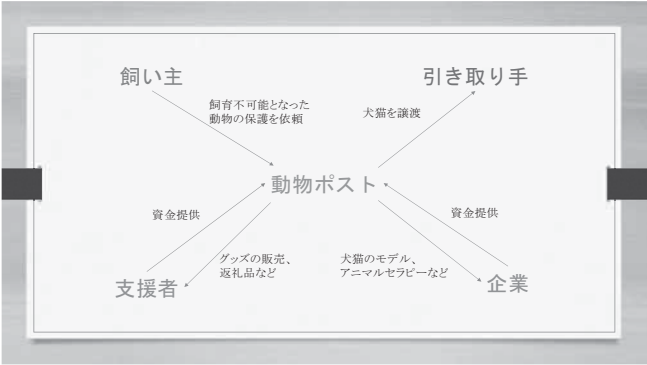 飼い主
引き取り手
飼育不可能となった
動物の保護を依頼
犬猫を譲渡
動物ポスト
資金提供
資金提供
グッズの販売、
返礼品など
犬猫のモデル、
アニマルセラピーなど
支援者
企業